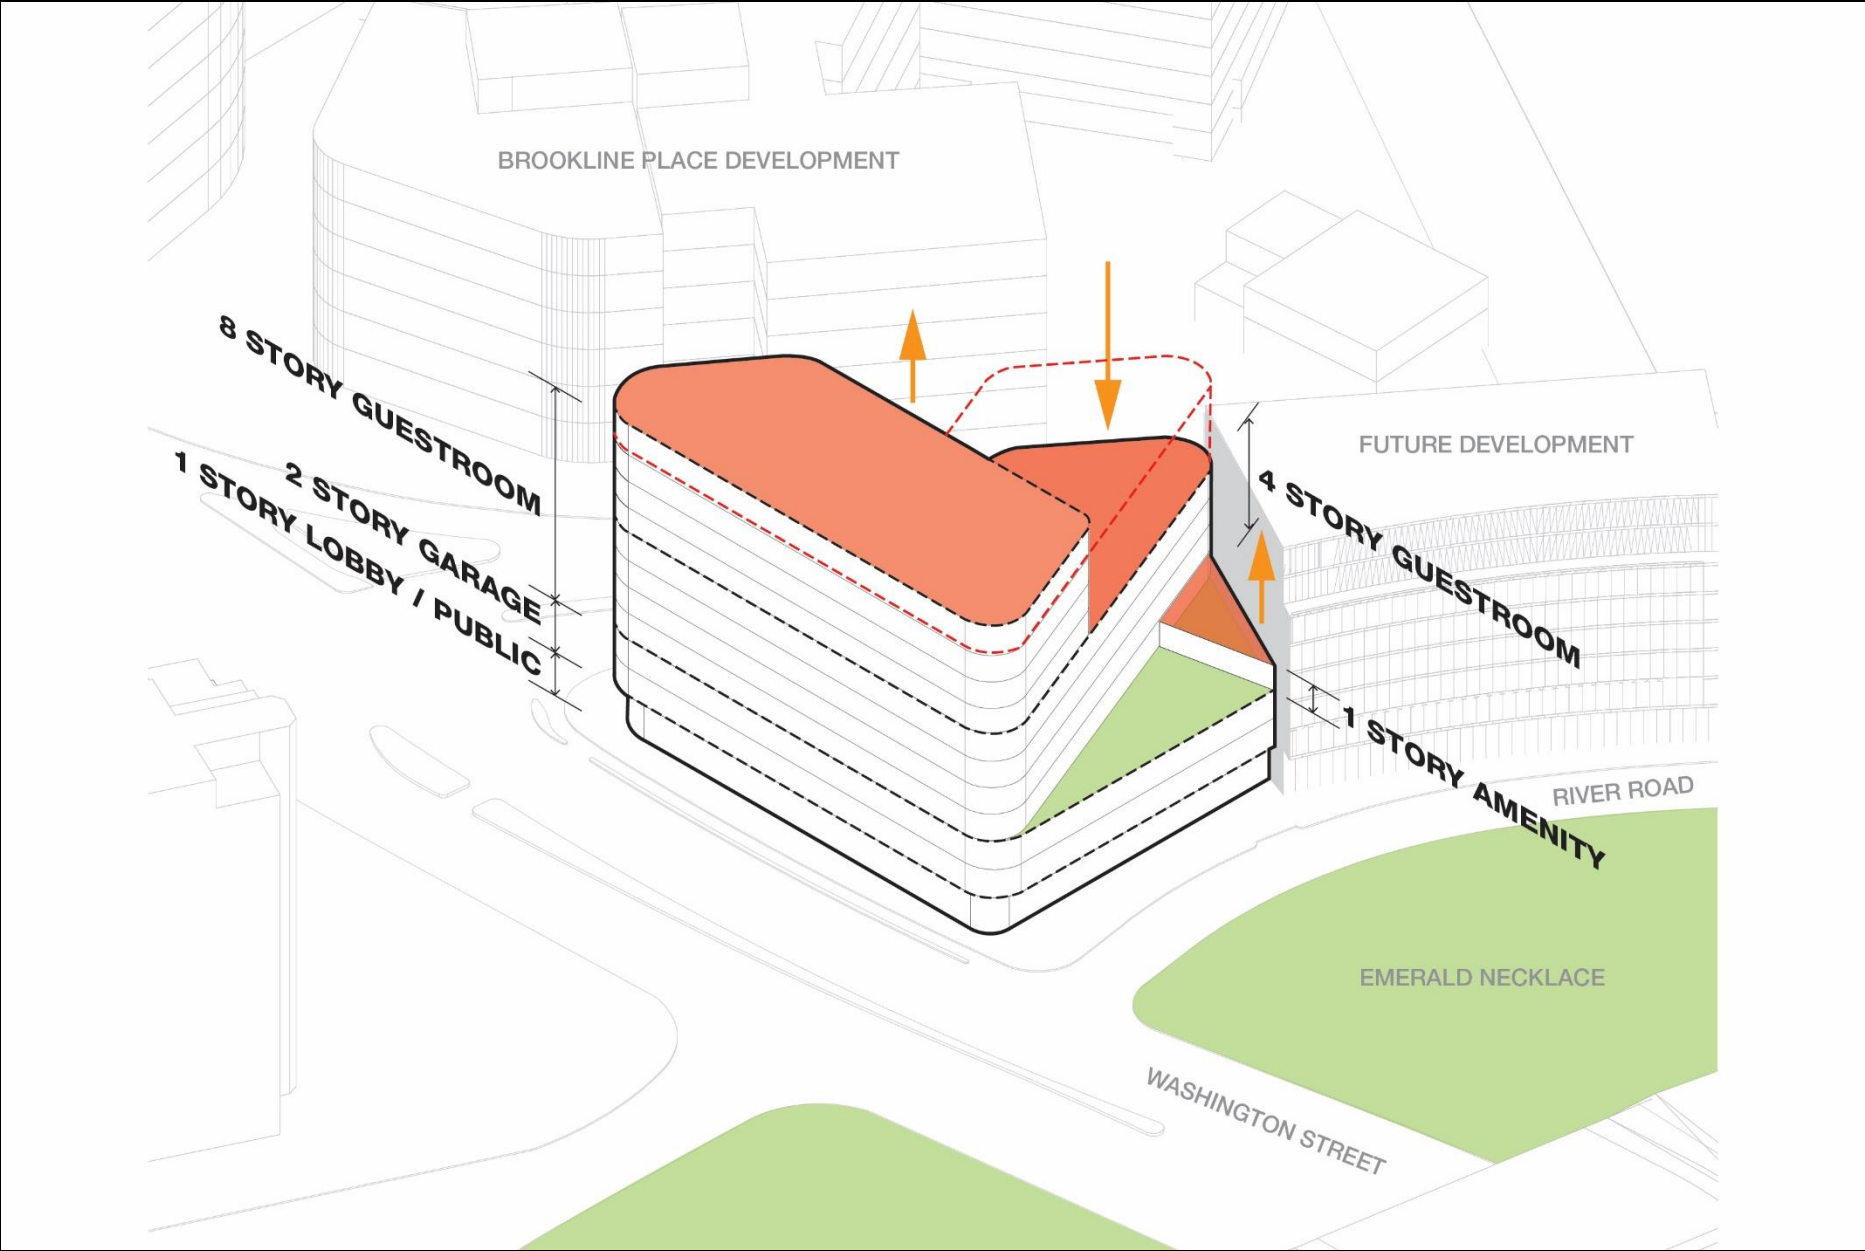 BROOKLINE PLACE DEVELOPMENT
8 STORY GUESTROOM
2 STORY GARAGE
1 STORY LOBBY / PUBLIC
FUTURE DEVELOPMENT
4 STORY GUESTROOM
1 STORY AMENITY
RIVER ROAD
EMERALD NECKLACE
WASHINGTON STREET